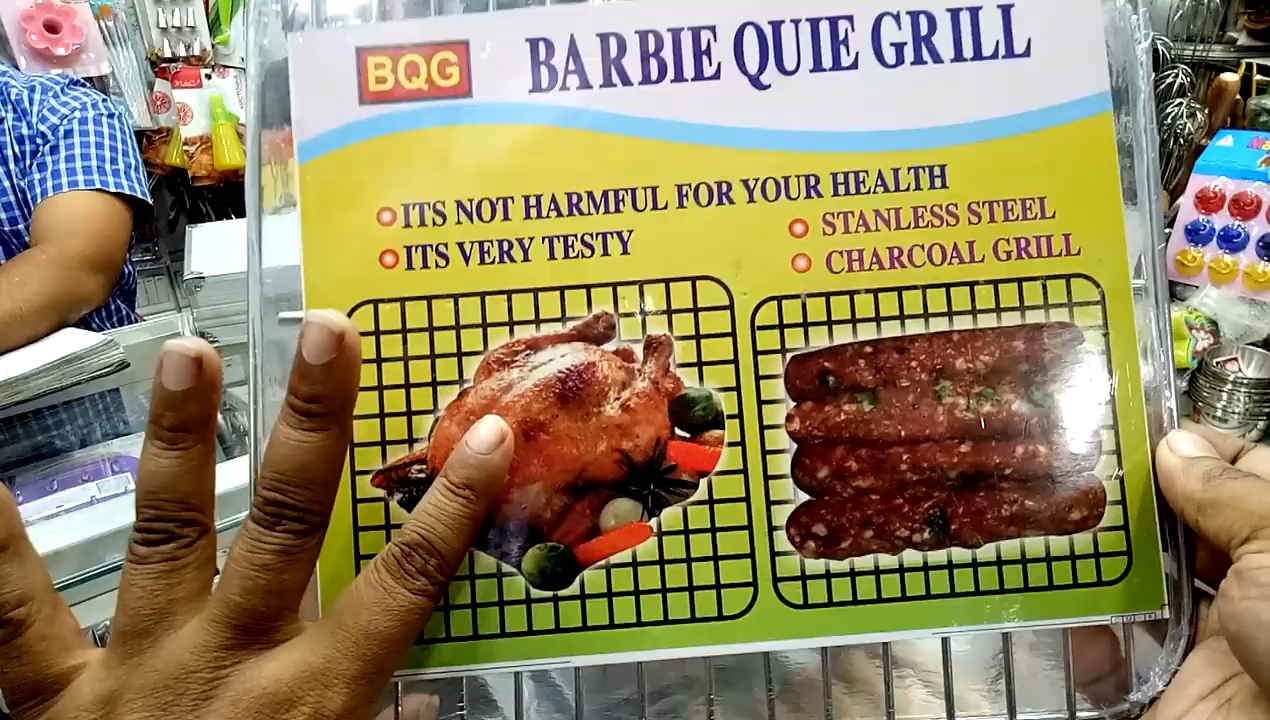 BQG
BARBIE QUIE GRILL
ITS NOT HARMFUL FOR YOUR HEALTH
ITS VERY TESTY
STANLESS STEEL
CHARCOAL GRILL